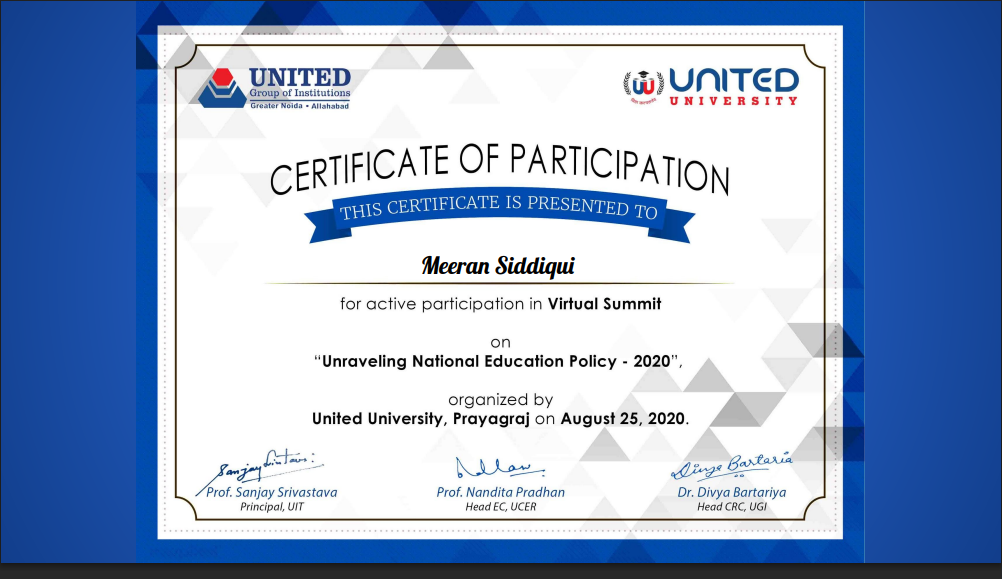 UNITED
Group of Institutions
Greater Noida • Allahabad
UNITED
UNIVERSITY
CERTIFICATE OF PARTICIPATION
THIS CERTIFICATE IS PRESENTED TO
Meeran Siddiqui
for active participation in Virtual Summit
on
“Unraveling National Education Policy - 2020”,
organized by
United University, Prayagraj on August 25, 2020.
Prof. Sanjay Srivastava
Principal, UIT
Prof. Nandita Pradhan
Head EC, UCER
Divya Bartaria
Dr. Divya Bartariya
Head CRC, UGI